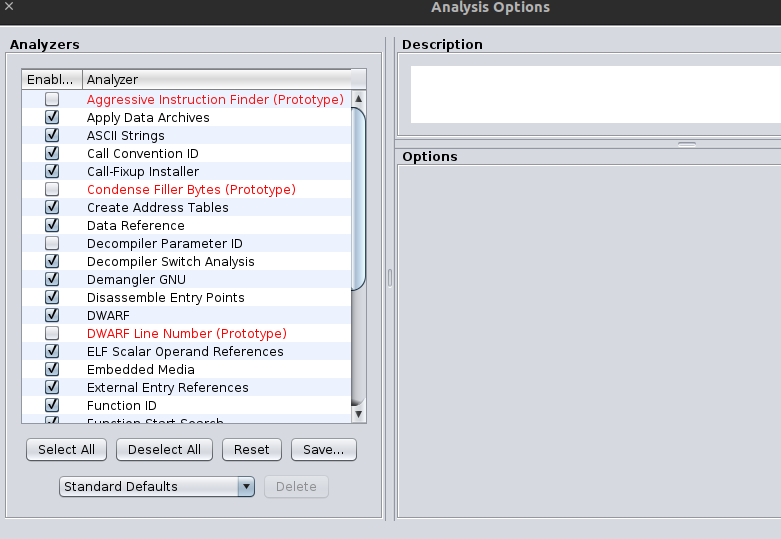 Analysis Options
Analyzers
Enabl... Analyzer
Aggressive Instruction Finder (Prototype)
Apply Data Archives
ASCII Strings
Call Convention ID
Call-Fixup Installer
Condense Filler Bytes (Prototype)
Create Address Tables
Data Reference
Decompiler Parameter ID
Decompiler Switch Analysis
Demangler GNU
Disassemble Entry Points
DWARF
DWARF Line Number (Prototype)
ELF Scalar Operand References
Embedded Media
External Entry References
Function ID
Function Start Search
Select All Deselect All Reset Save...
Standard Defaults Delete
Description
Options